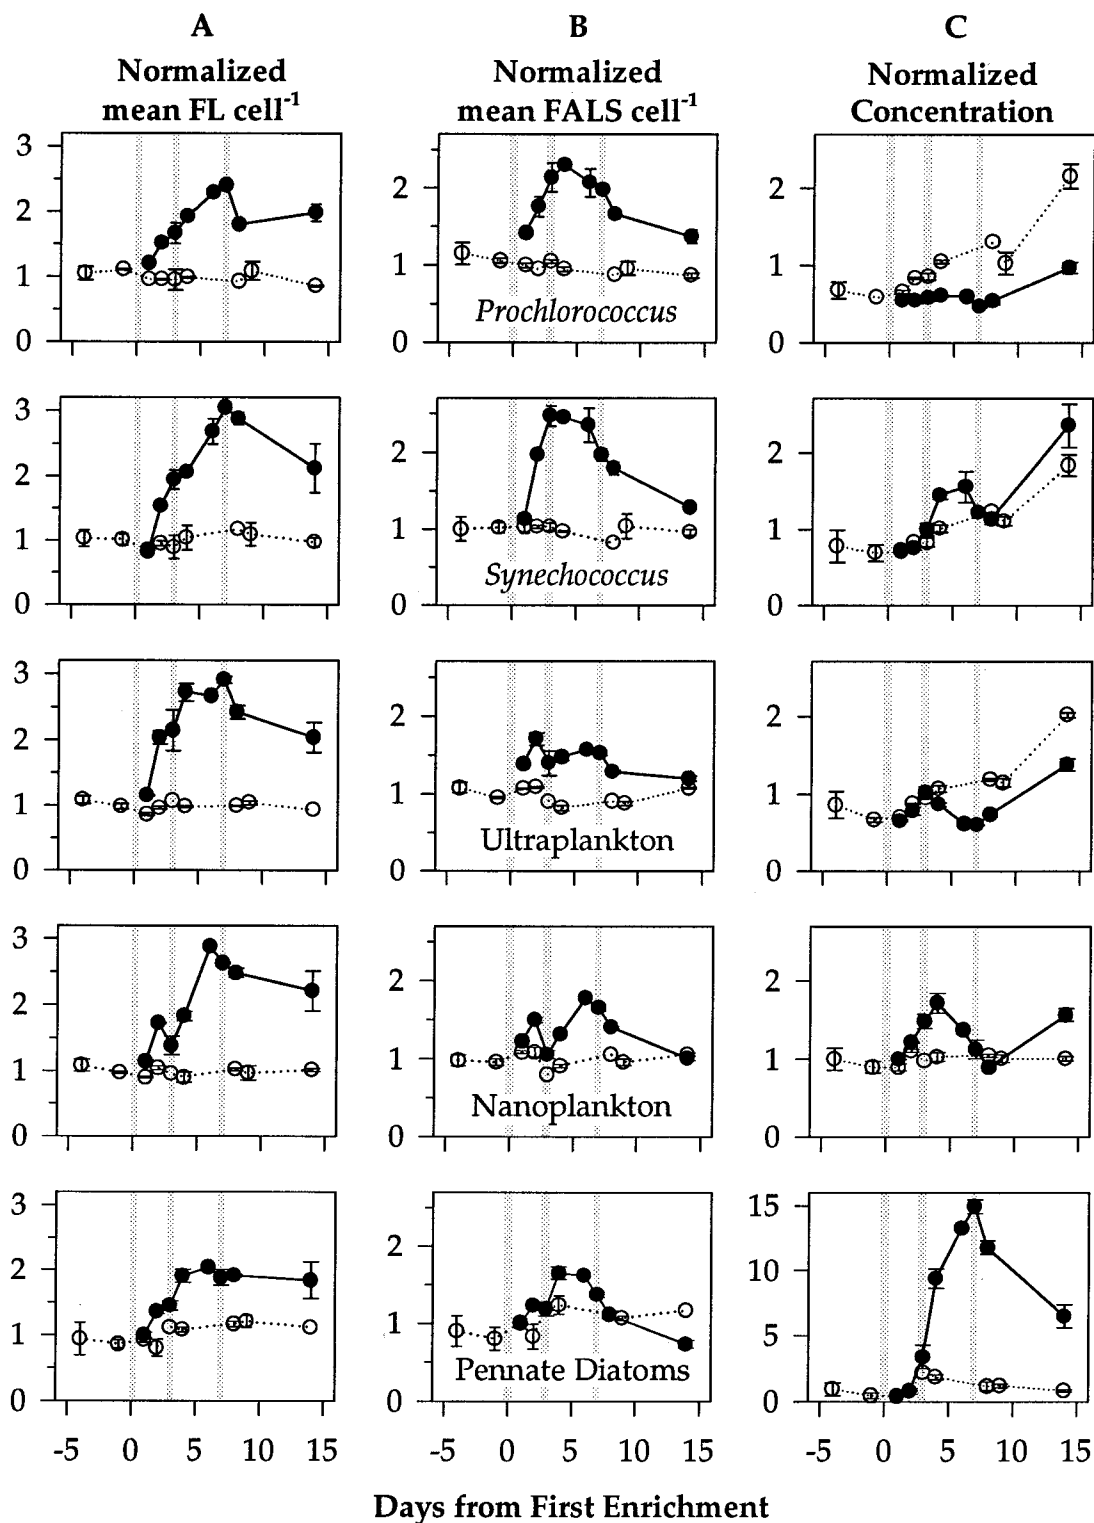 A
B
C
Normalized
mean FL cell⁻¹
Normalized
mean FALS cell⁻¹
Normalized
Concentration
3
2
1
0
2
1
0
Prochlorococcus
2
1
0
3
2
1
0
2
1
0
Synechococcus
2
1
0
3
2
1
0
2
1
0
Ultraplankton
2
1
0
3
2
1
0
2
1
0
Nanoplankton
2
1
0
3
2
1
0
2
1
0
Pennate Diatoms
15
10
5
0
-5 0 5 10 15
-5 0 5 10 15
-5 0 5 10 15
Days from First Enrichment